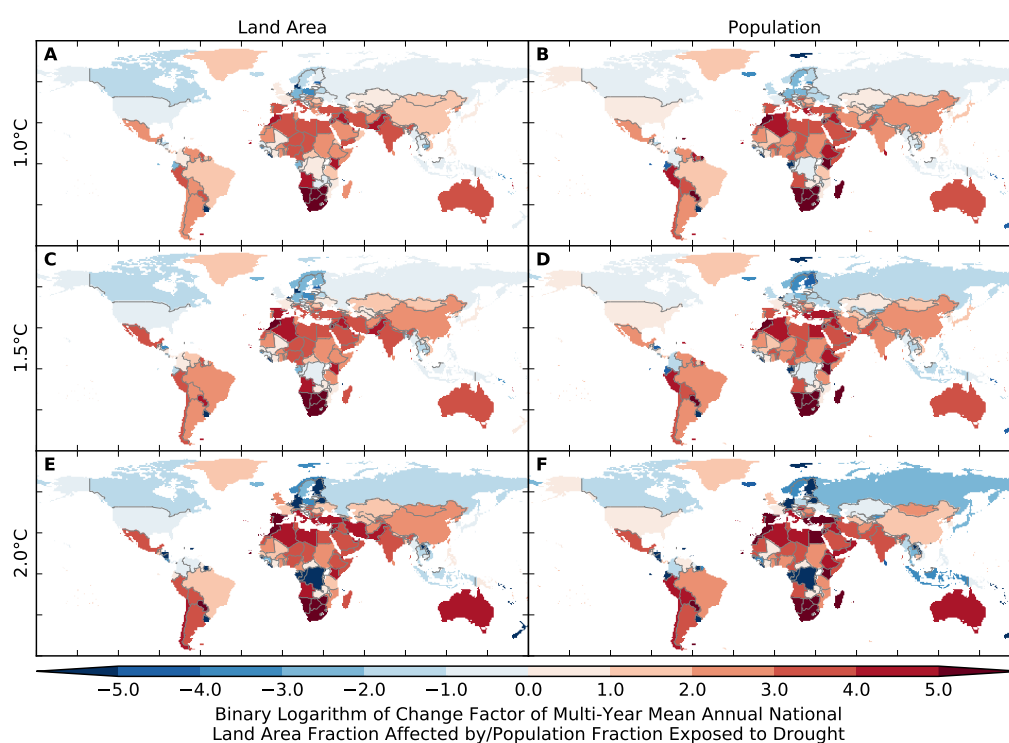 Land Area Population
A B
1.0°C
C D
1.5°C
E F
2.0°C
−5.0 −4.0 −3.0 −2.0 −1.0 0.0 1.0 2.0 3.0 4.0 5.0
Binary Logarithm of Change Factor of Multi-Year Mean Annual National
Land Area Fraction Affected by/Population Fraction Exposed to Drought